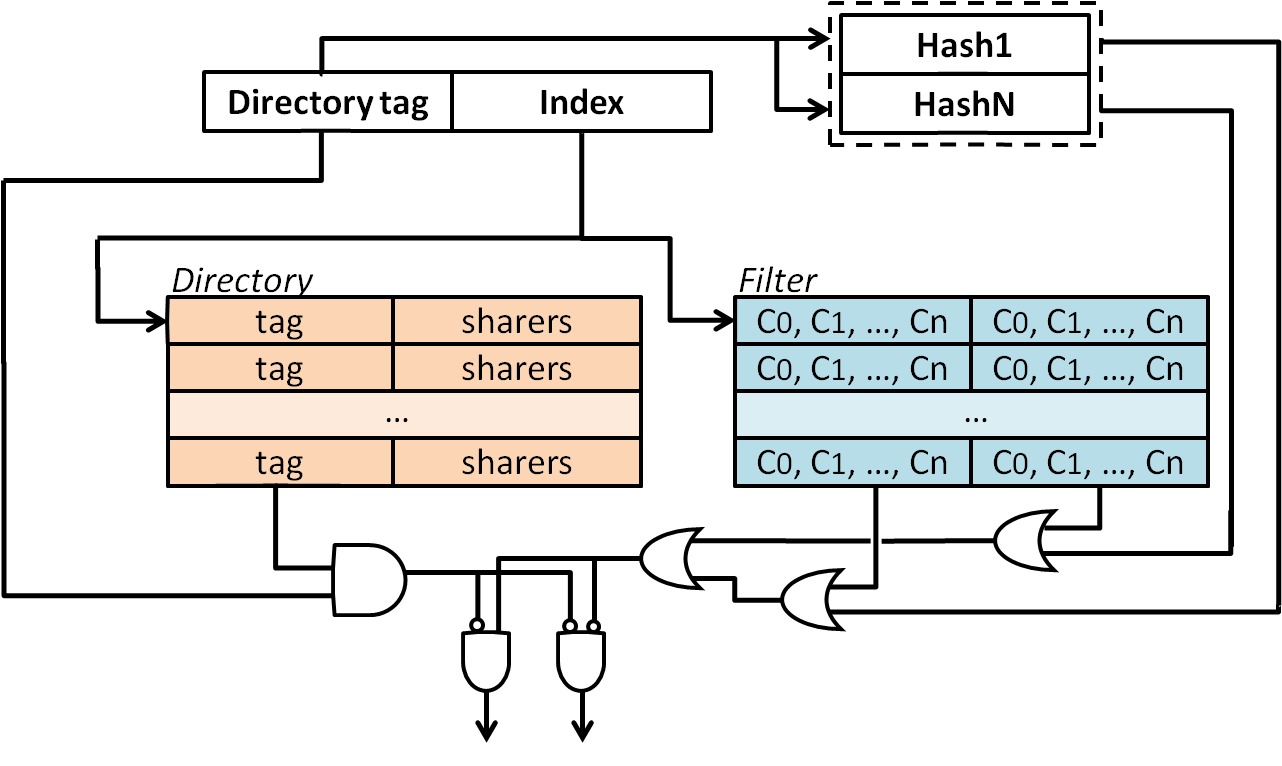 Hash1
Directory tag Index
HashN
Directory Filter
tag sharers C0, C1, ..., Cn C0, C1, ..., Cn
tag sharers C0, C1, ..., Cn C0, C1, ..., Cn
... ...
tag sharers C0, C1, ..., Cn C0, C1, ..., Cn